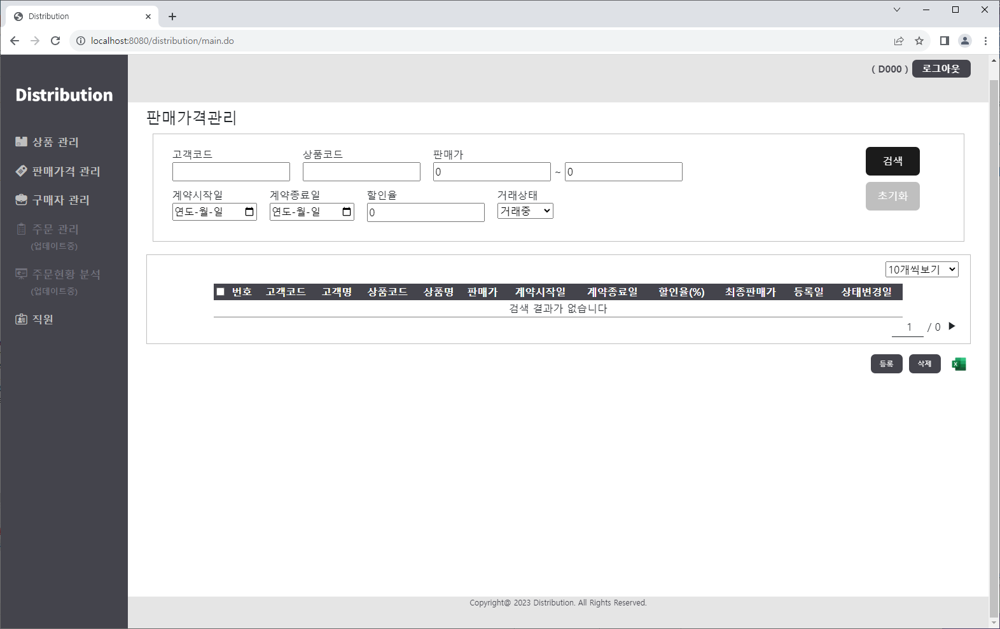 Distribution
localhost:8080/distribution/main.do
( D000 ) 로그아웃
Distribution
상품 관리
판매가격 관리
구매자 관리
주문 관리
(업데이트중)
주문현황 분석
(업데이트중)
직원
판매가격관리
고객코드 상품코드 판매가
0 ~ 0
검색
초기화
계약시작일 계약종료일 할인율 거래상태
연도-월-일 연도-월-일 0 거래중
10개씩보기
번호 고객코드 고객명 상품코드 상품명 판매가 계약시작일 계약종료일 할인율(%) 최종판매가 등록일 상태변경일
검색 결과가 없습니다
1 / 0
등록 삭제
Copyright@ 2023 Distribution. All Rights Reserved.